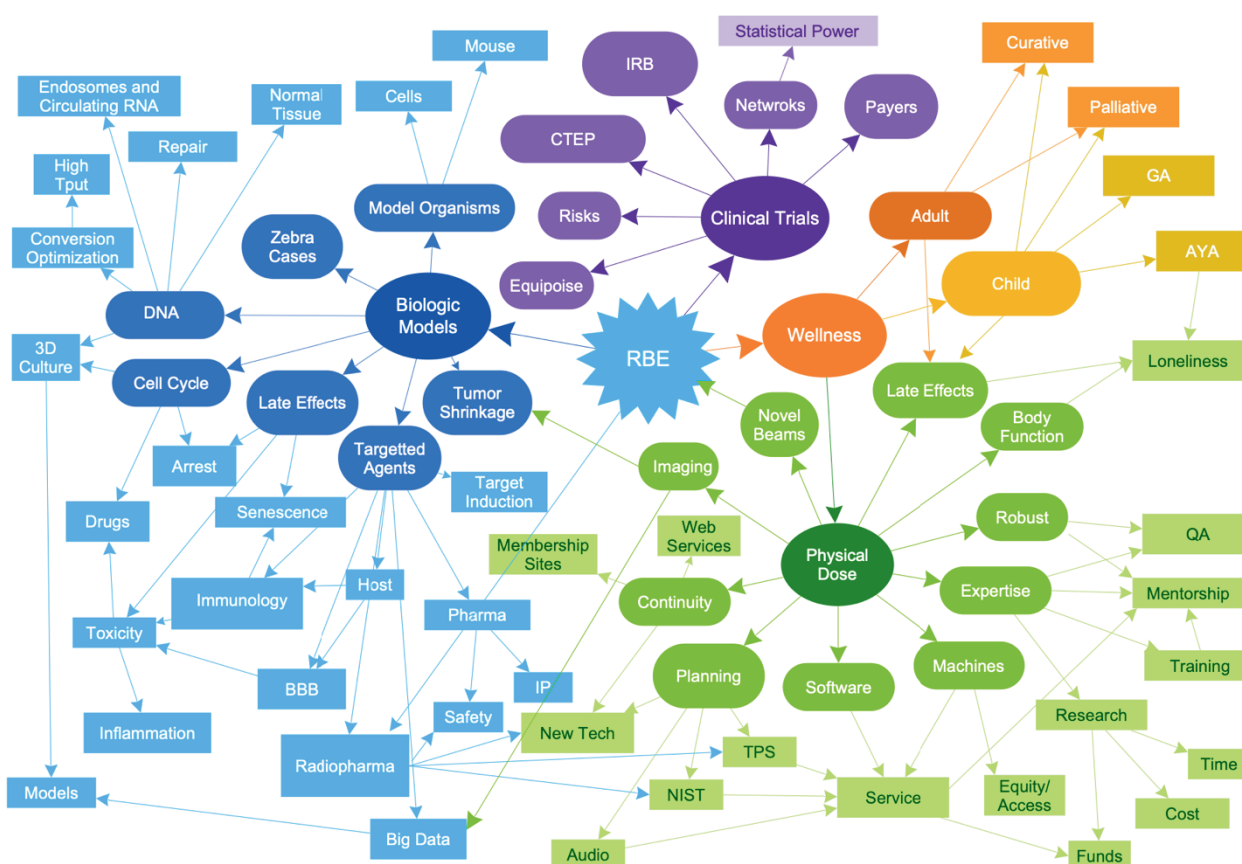 Mouse
Statistical Power
Curative
IRB
Endosomes and
Circulating RNA
Normal
Tissue
Cells
Netwroks
Payers
Palliative
CTEP
Repair
High
Tput
GA
Model Organisms
Risks
Clinical Trials
Adult
Conversion
Optimization
Zebra
Cases
AYA
Equipoise
Child
Biologic
Models
DNA
Wellness
3D
Culture
RBE
Loneliness
Cell Cycle
Late Effects
Tumor
Shrinkage
Late Effects
Novel
Beams
Body
Function
Targetted
Agents
Imaging
Arrest
Target
Induction
Senescence
Drugs
Robust
QA
Web
Services
Membership
Sites
Physical
Dose
Immunology
Host
Continuity
Expertise
Mentorship
Pharma
Toxicity
Training
Planning
Software
Machines
BBB
IP
Safety
Research
Inflammation
New Tech
TPS
Radiopharma
Time
Models
NIST
Service
Equity/
Access
Cost
Big Data
Audio
Funds